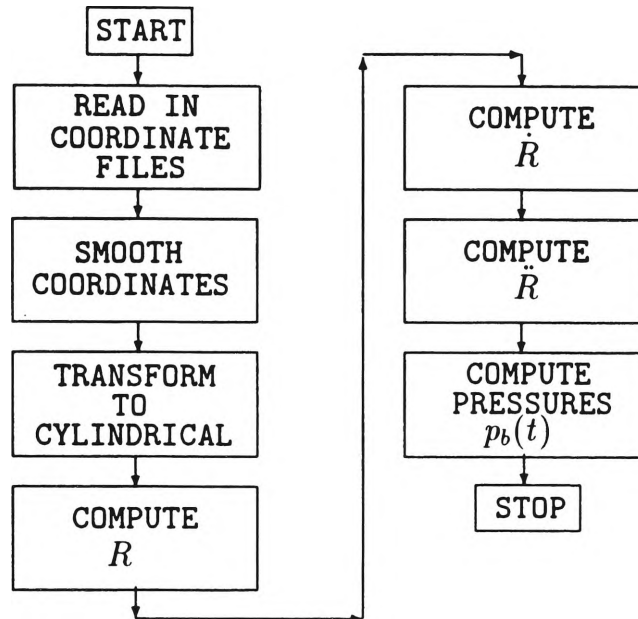 START
READ IN
COORDINATE
FILES
SMOOTH
COORDINATES
TRANSFORM
TO
CYLINDRICAL
COMPUTE
R
COMPUTE
Ṙ
COMPUTE
R̈
COMPUTE
PRESSURES
p_b(t)
STOP